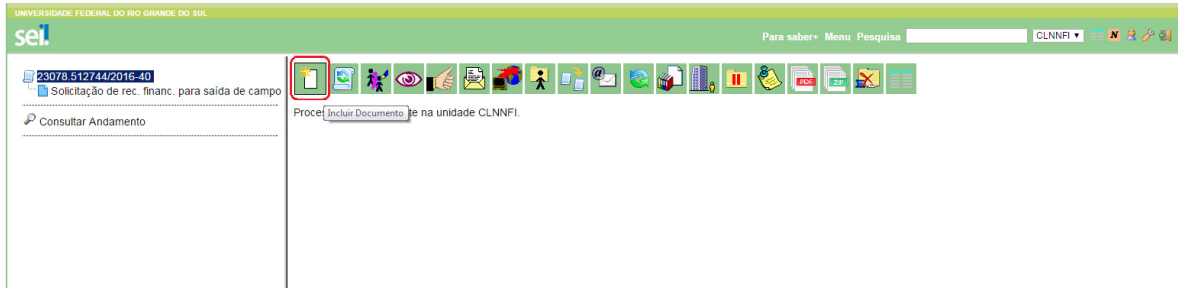 UNIVERSIDADE FEDERAL DO RIO GRANDE DO SUL
sei!
Para saber+ Menu Pesquisa
CLNNFI
N
23078.512744/2016-40
Solicitação de rec. financ. para saída de campo
Consultar Andamento
PDF
ZIP
Incluir Documento
Proces te na unidade CLNNFI.